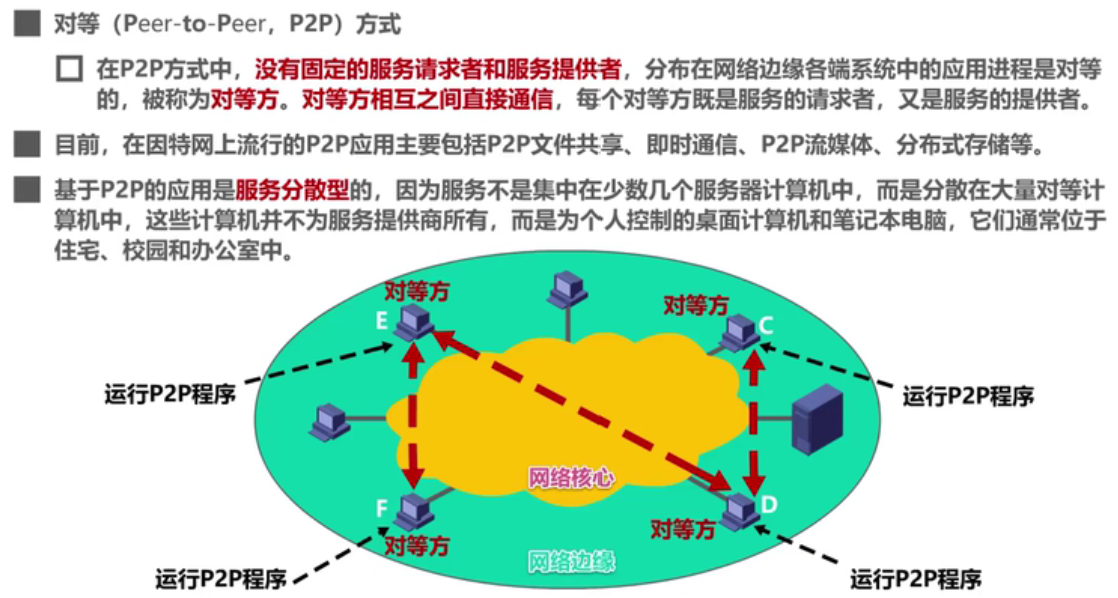 对等（Peer-to-Peer，P2P）方式
在P2P方式中，没有固定的服务请求者和服务提供者，分布在网络边缘各端系统中的应用进程是对等
的，被称为对等方。对等方相互之间直接通信，每个对等方既是服务的请求者，又是服务的提供者。
目前，在因特网上流行的P2P应用主要包括P2P文件共享、即时通信、P2P流媒体、分布式存储等。
基于P2P的应用是服务分散型的，因为服务不是集中在少数几个服务器计算机中，而是分散在大量对等计
算机中，这些计算机并不为服务提供商所有，而是为个人控制的桌面计算机和笔记本电脑，它们通常位于
住宅、校园和办公室中。
对等方
E
对等方
C
运行P2P程序
运行P2P程序
网络核心
F
对等方
D
对等方
网络边缘
运行P2P程序
运行P2P程序